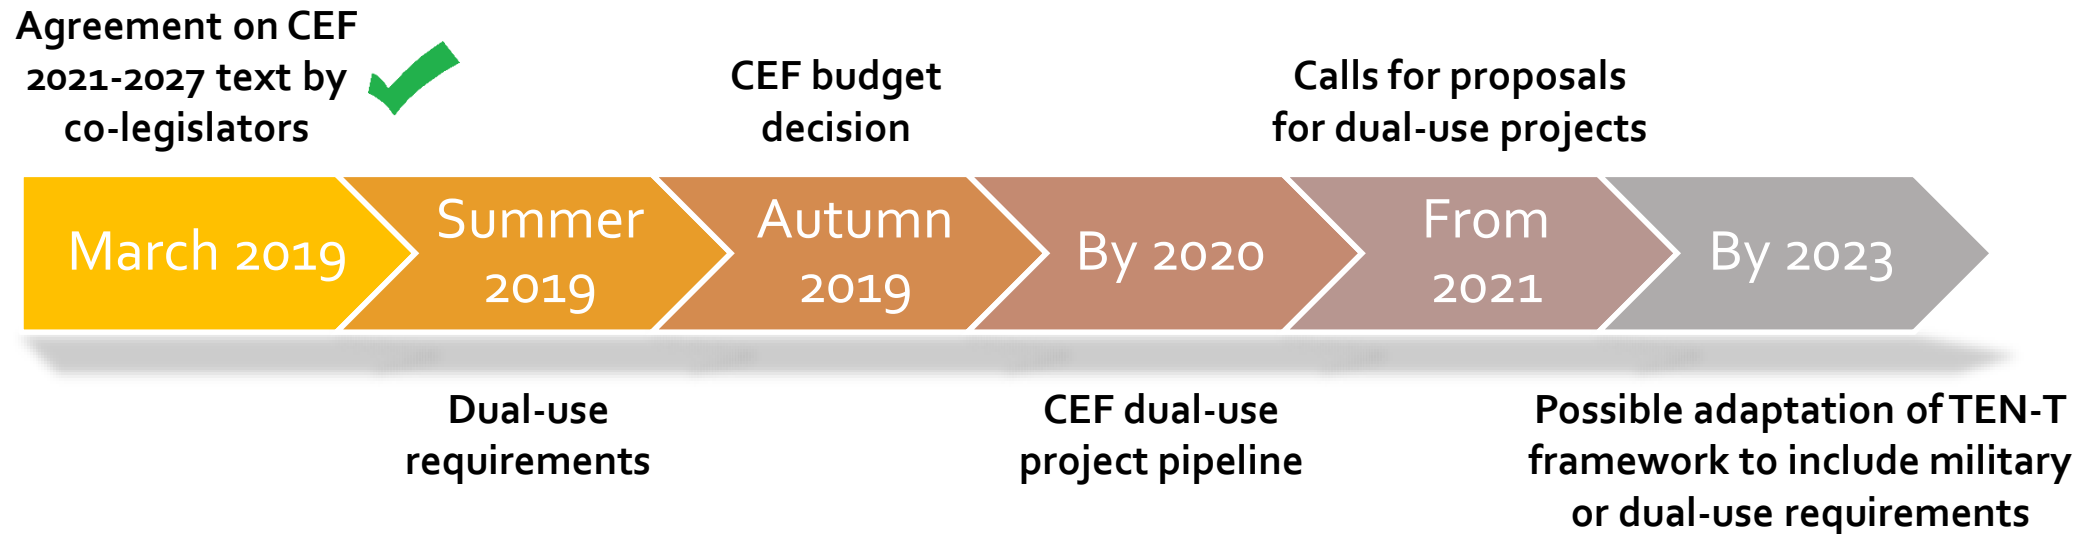 Agreement on CEF
2021-2027 text by
co-legislators
CEF budget
decision
Calls for proposals
for dual-use projects
March 2019
Summer
2019
Autumn
2019
By 2020
From
2021
By 2023
Dual-use
requirements
CEF dual-use
project pipeline
Possible adaptation of TEN-T
framework to include military
or dual-use requirements